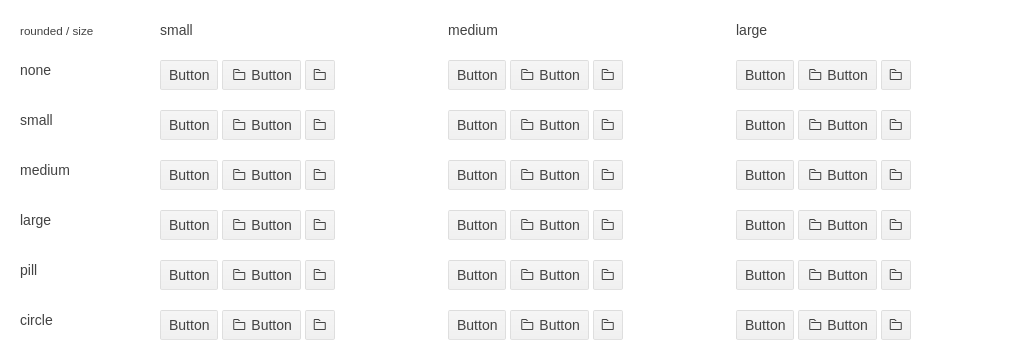 rounded / size small medium large
none Button Button Button Button Button Button
small Button Button Button Button Button Button
medium Button Button Button Button Button Button
large Button Button Button Button Button Button
pill Button Button Button Button Button Button
circle Button Button Button Button Button Button